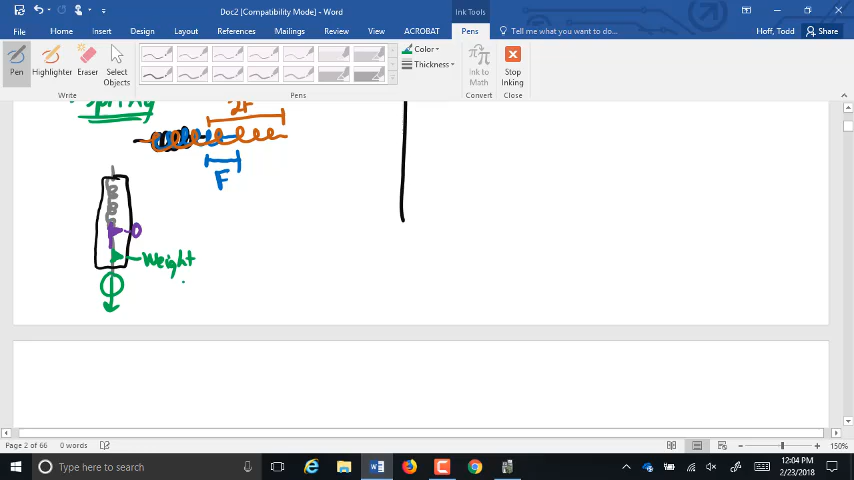 Doc2 [Compatibility Mode] - Word
Ink Tools
File
Home
Insert
Design
Layout
References
Mailings
Review
View
ACROBAT
Pens
Tell me what you want to do...
Hoff, Todd
Share
Pen
Highlighter
Eraser
Select Objects
Color
Thickness
Ink to Math
Stop Inking
Write
Pens
Convert
Close
2F
F
0
Weight
Page 2 of 66
0 words
150%
Type here to search
12:04 PM
2/23/2018